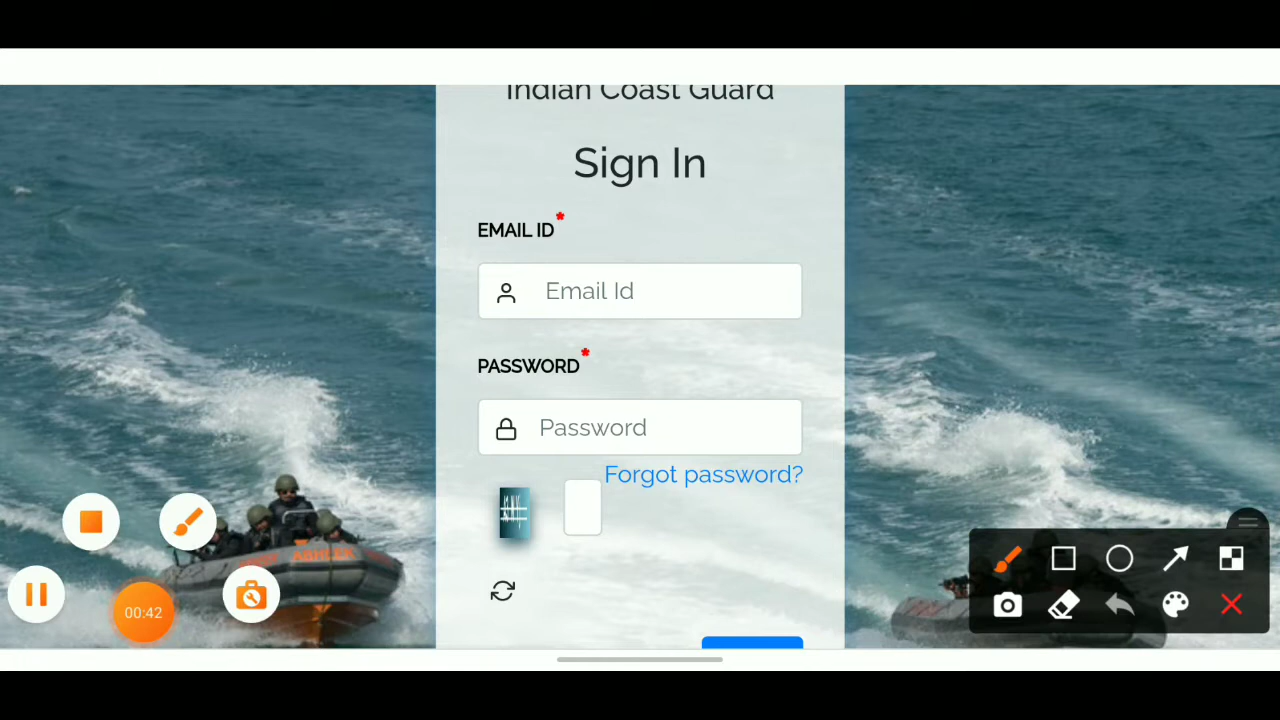 Indian Coast Guard
Sign In
EMAIL ID*
Email Id
PASSWORD*
Password
Forgot password?
00:42